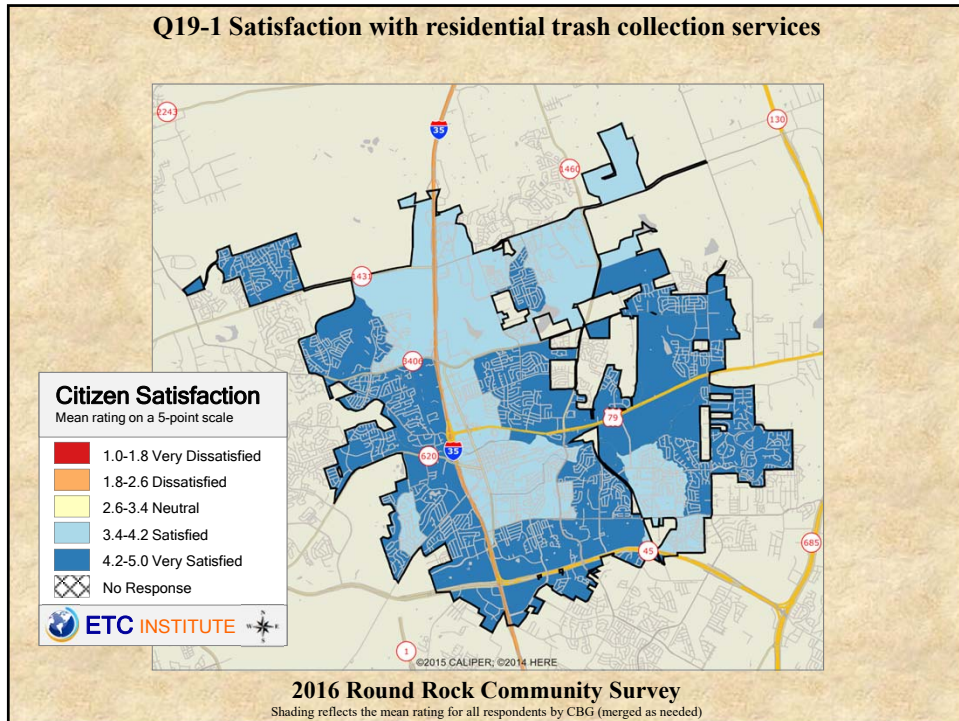 Q19-1 Satisfaction with residential trash collection services
2243
35
130
1460
1431
3406
79
620
35
45
685
1
Citizen Satisfaction
Mean rating on a 5-point scale
1.0-1.8 Very Dissatisfied
1.8-2.6 Dissatisfied
2.6-3.4 Neutral
3.4-4.2 Satisfied
4.2-5.0 Very Satisfied
No Response
ETC INSTITUTE
N
W E
S
©2015 CALIPER; ©2014 HERE
2016 Round Rock Community Survey
Shading reflects the mean rating for all respondents by CBG (merged as needed)